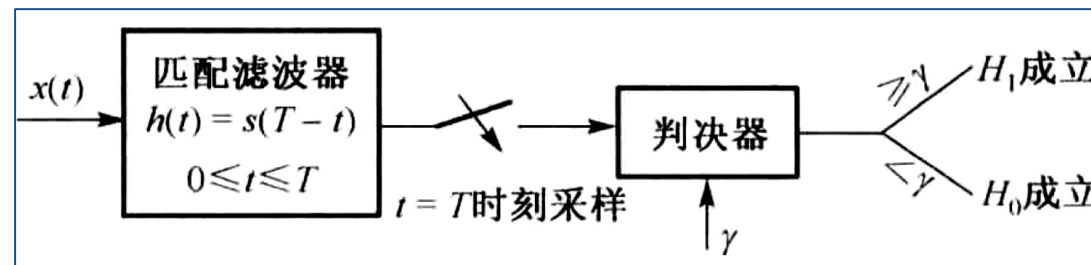 x(t)
匹配滤波器
h(t) = s(T − t)
0≤t≤T
t = T时刻采样
判决器
γ
≥γ
H₁成立
<γ
H₀成立